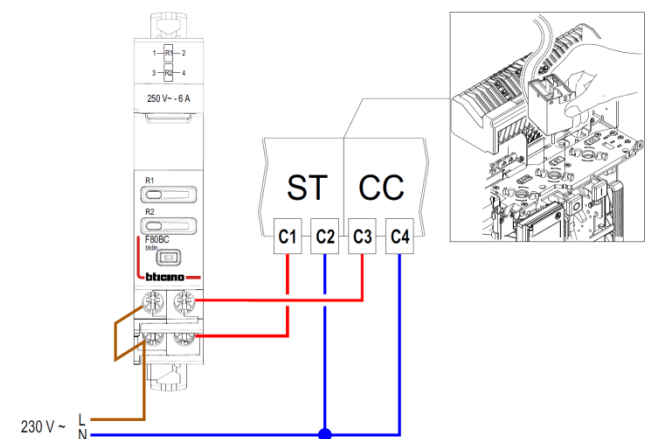 1 R1 2
3 R2 4
250 V~ - 6 A
R1
R2
F80BC
btdin
bticino
ST CC
C1 C2 C3 C4
230 V ~ L
N